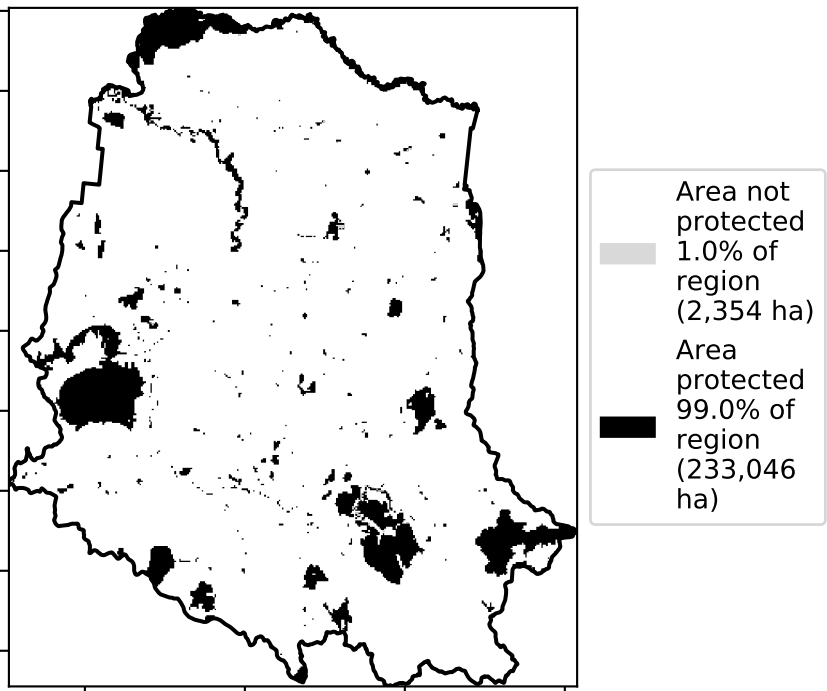 Area not
protected
1.0% of
region
(2,354 ha)
Area
protected
99.0% of
region
(233,046
ha)